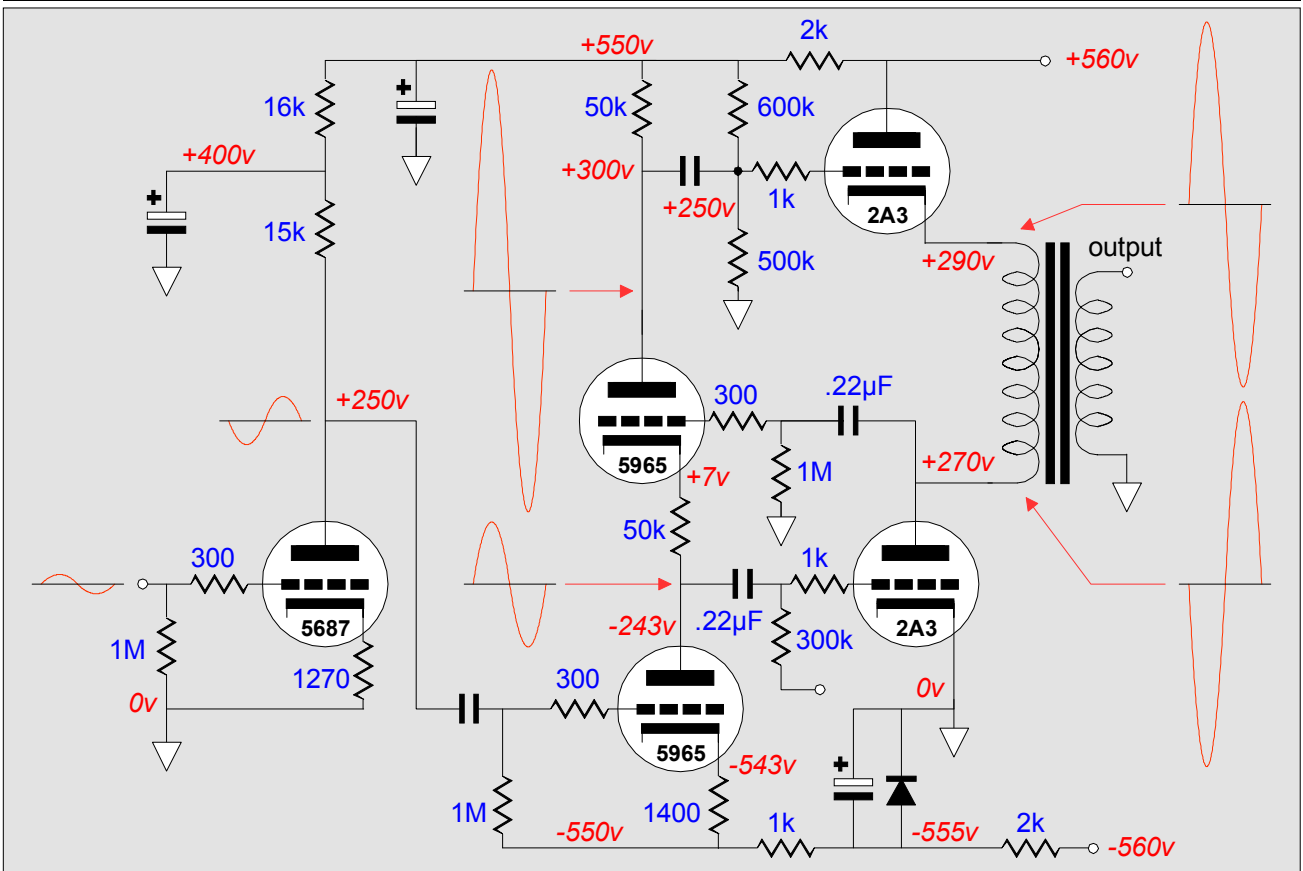 2k
+550v
+560v
16k
+
50k
600k
+400v
+300v
1k
+
+250v
2A3
15k
500k
+290v
output
300
.22µF
+250v
5965
+7v
1M
+270v
300
50k
1k
5687
-243v
.22µF
300k
2A3
1M
1270
300
0v
0v
5965
-543v
+
1M
1400
1k
2k
-550v
-555v
-560v